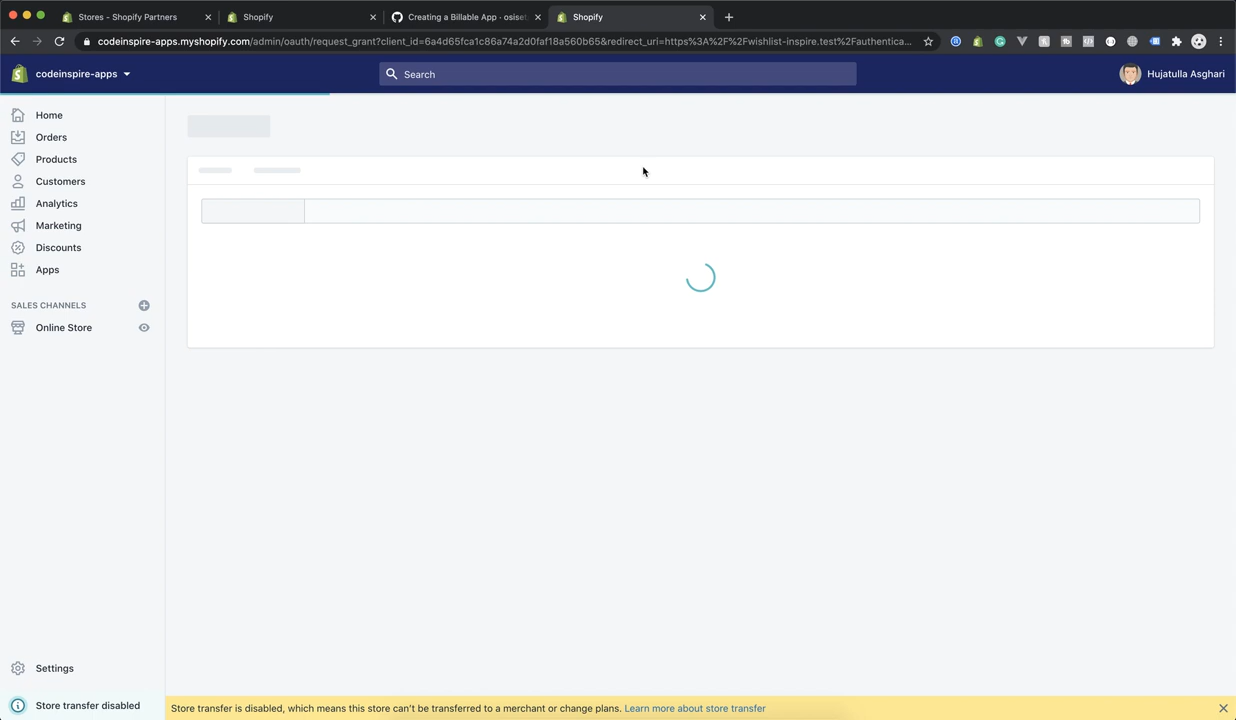 Stores - Shopify Partners
Shopify
Creating a Billable App · osiset
Shopify
codeinspire-apps.myshopify.com/admin/oauth/request_grant?client_id=6a4d65fca1c86a74a2d0faf18a560b65&redirect_uri=https%3A%2F%2Fwishlist-inspire.test%2Fauthentica...
codeinspire-apps
Search
Hujatulla Asghari
Home
Orders
Products
Customers
Analytics
Marketing
Discounts
Apps
SALES CHANNELS
Online Store
Settings
Store transfer disabled
Store transfer is disabled, which means this store can't be transferred to a merchant or change plans. Learn more about store transfer